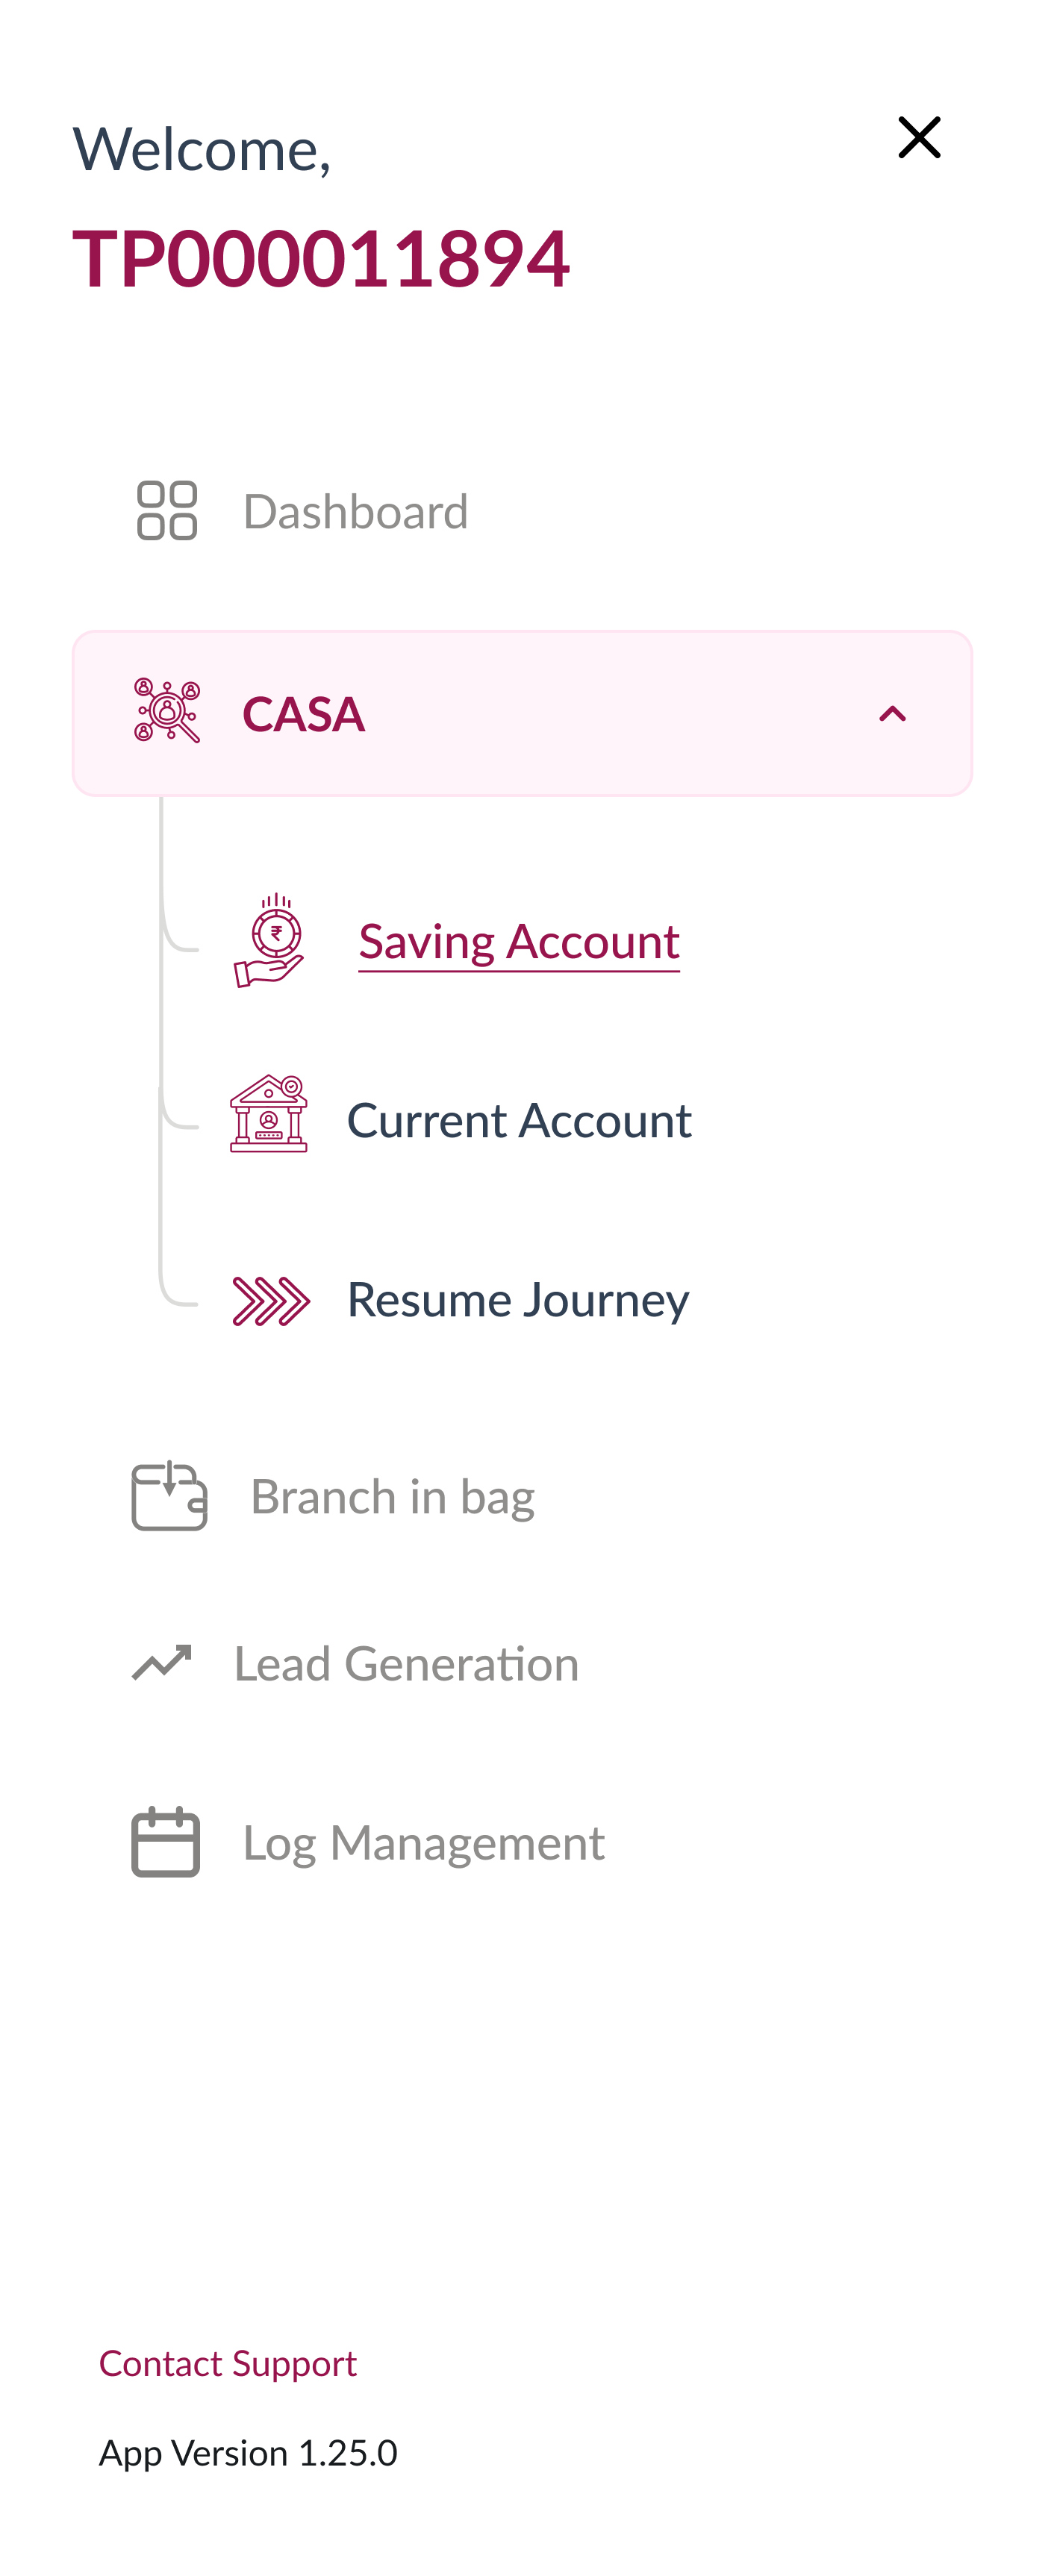 Welcome,
TP000011894
Dashboard
CASA
₹
Saving Account
Current Account
Resume Journey
Branch in bag
Lead Generation
Log Management
Contact Support
App Version 1.25.0